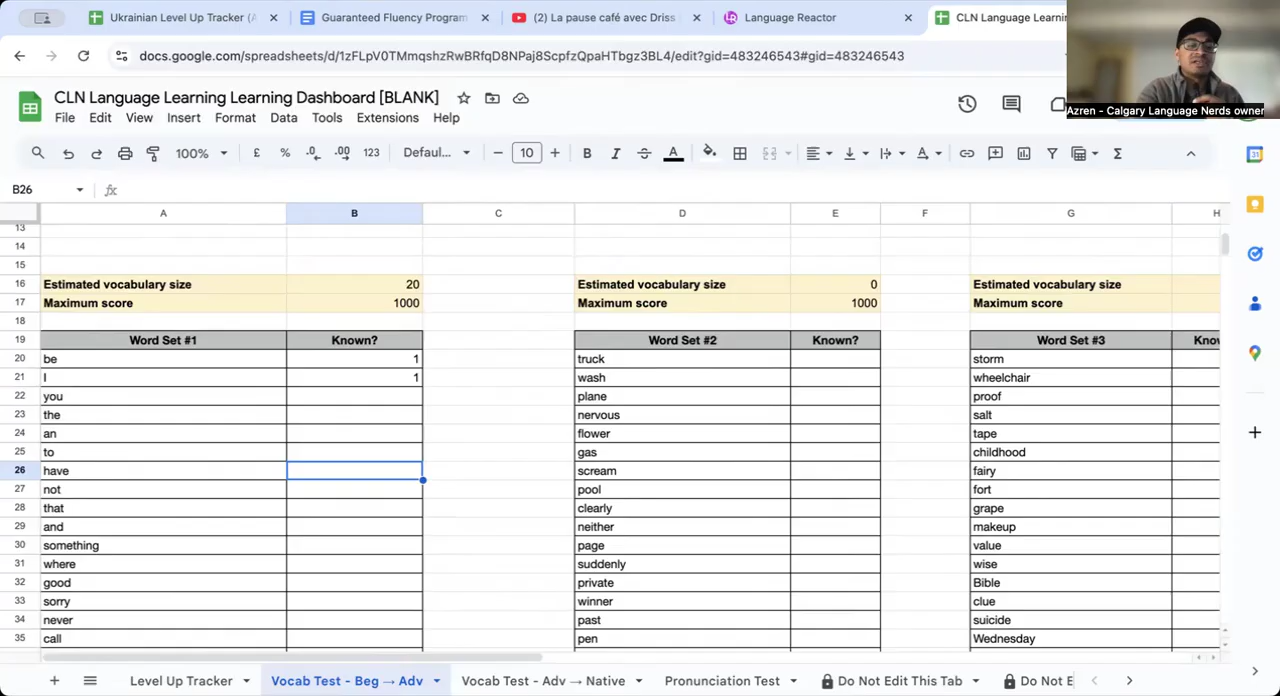 Ukrainian Level Up Tracker (A
Guaranteed Fluency Program
(2) La pause café avec Driss
Language Reactor
CLN Language Learnin
docs.google.com/spreadsheets/d/1zFLpV0TMmqshzRwBRfqD8NPaj8ScpfzQpaHTbgz3BL4/edit?gid=483246543#gid=483246543
Azren - Calgary Language Nerds owner
CLN Language Learning Learning Dashboard [BLANK]
File Edit View Insert Format Data Tools Extensions Help
100% £ % .0 .00 123 Defaul... − 10 + B I A Σ
B26 fx
A B C D E F G H
13
14
15
16 Estimated vocabulary size 20 Estimated vocabulary size 0 Estimated vocabulary size
17 Maximum score 1000 Maximum score 1000 Maximum score
18
19 Word Set #1 Known? Word Set #2 Known? Word Set #3 Know
20 be 1 truck storm
21 I 1 wash wheelchair
22 you plane proof
23 the nervous salt
24 an flower tape
25 to gas childhood
26 have scream fairy
27 not pool fort
28 that clearly grape
29 and neither makeup
30 something page value
31 where suddenly wise
32 good private Bible
33 sorry winner clue
34 never past suicide
35 call pen Wednesday
Level Up Tracker Vocab Test - Beg → Adv Vocab Test - Adv → Native Pronunciation Test Do Not Edit This Tab Do Not E